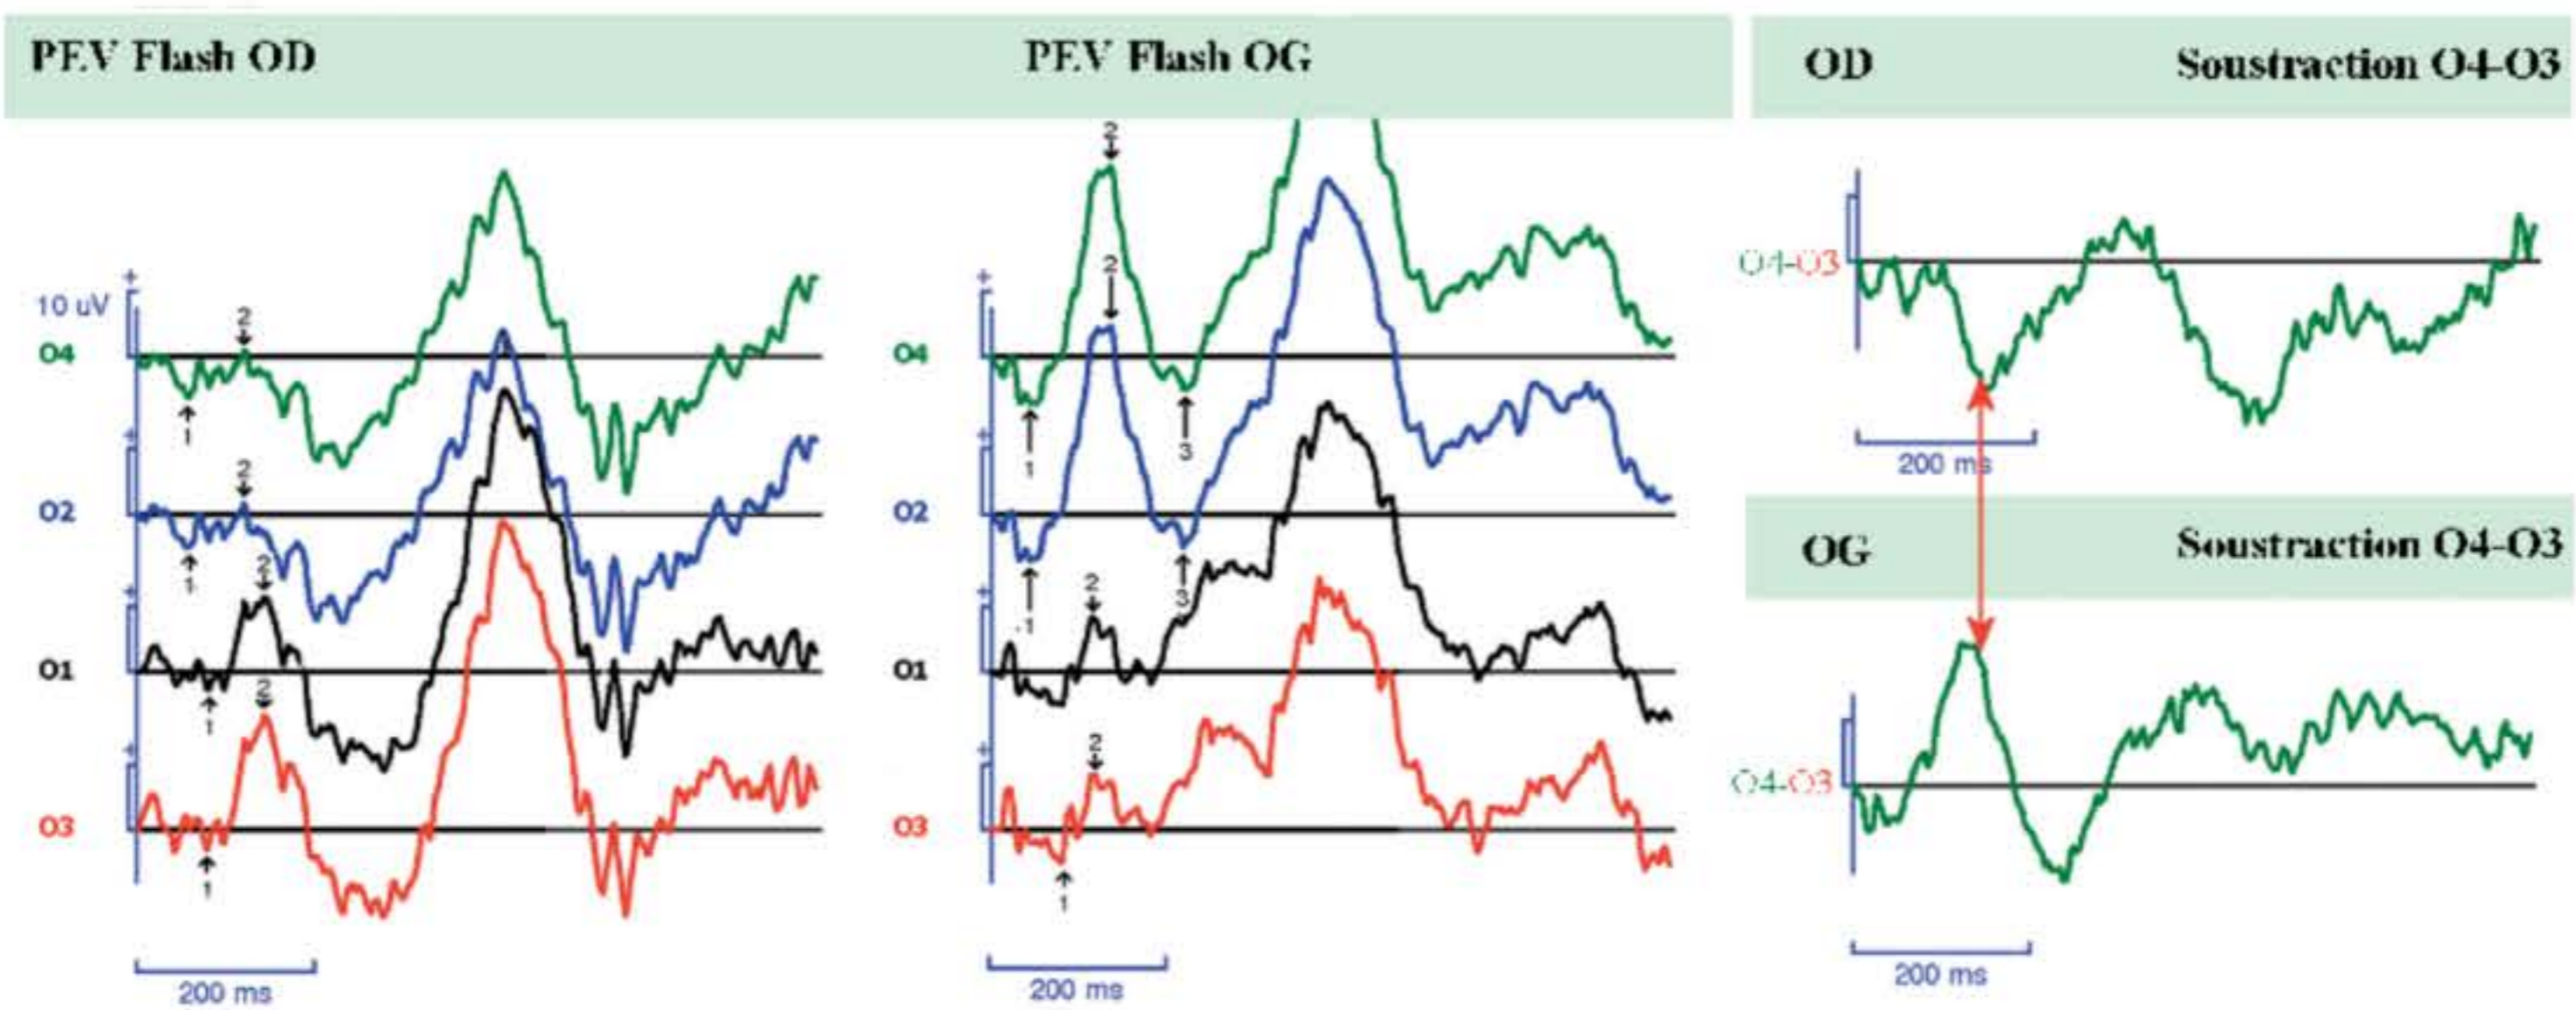 PEV Flash OD
PEV Flash OG
OD Soustraction O4-O3
2
+
10 uV
O4
1
2
+
O2
1
2
+
O1
1
2
+
O3
1
200 ms
2
+
O4
1
3
2
+
O2
1
3
2
+
O1
2
+
O3
1
200 ms
O4-O3
200 ms
OG Soustraction O4-O3
O4-O3
200 ms